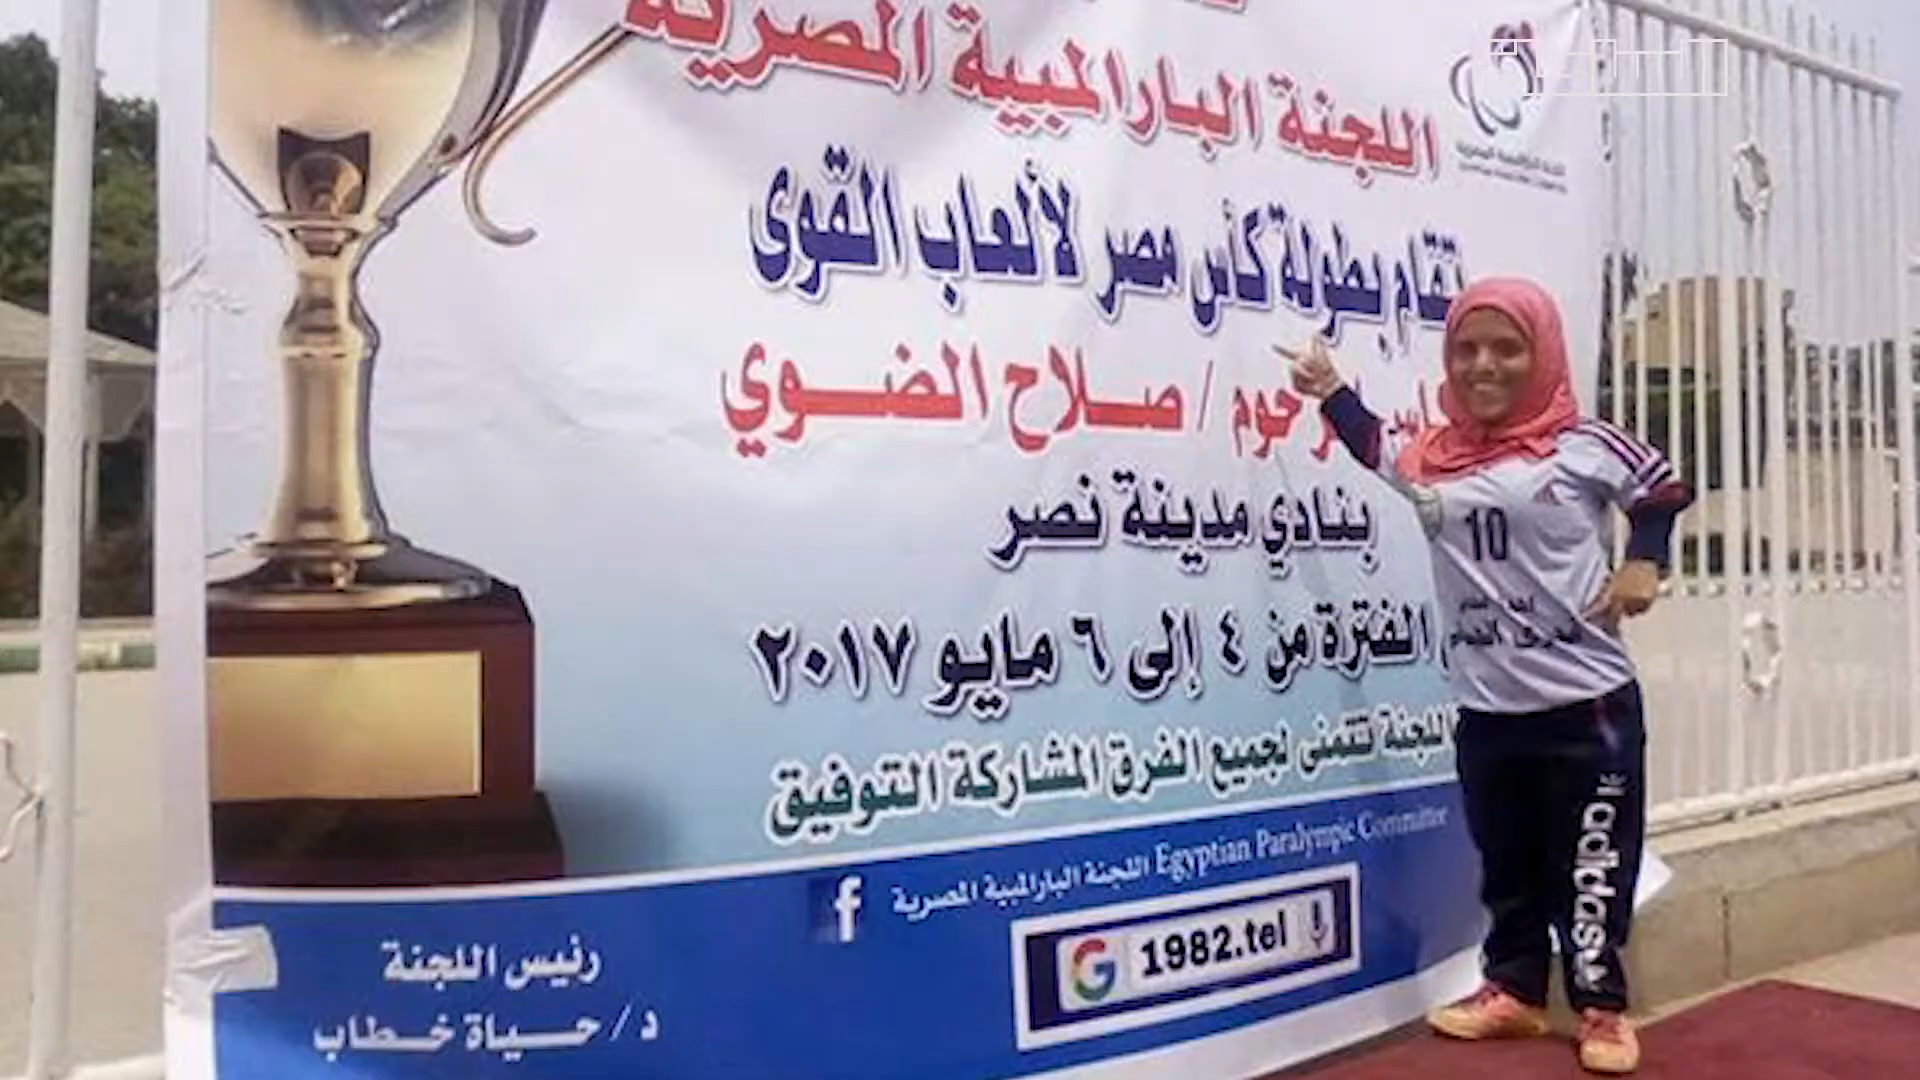 اللجنة البارالمبية المصرية
تقام بطولة كأس مصر لألعاب القوى
صلاح الضوي
بنادي مدينة نصر
الفترة من ٤ إلى ٦ مايو ٢٠١٧
اللجنة تتمنى لجميع الفرق المشاركة التوفيق
اللجنة البارالمبية المصرية Egyptian Paralympic Committee
1982.tel
رئيس اللجنة
د/ حياة خطاب
10
adidas